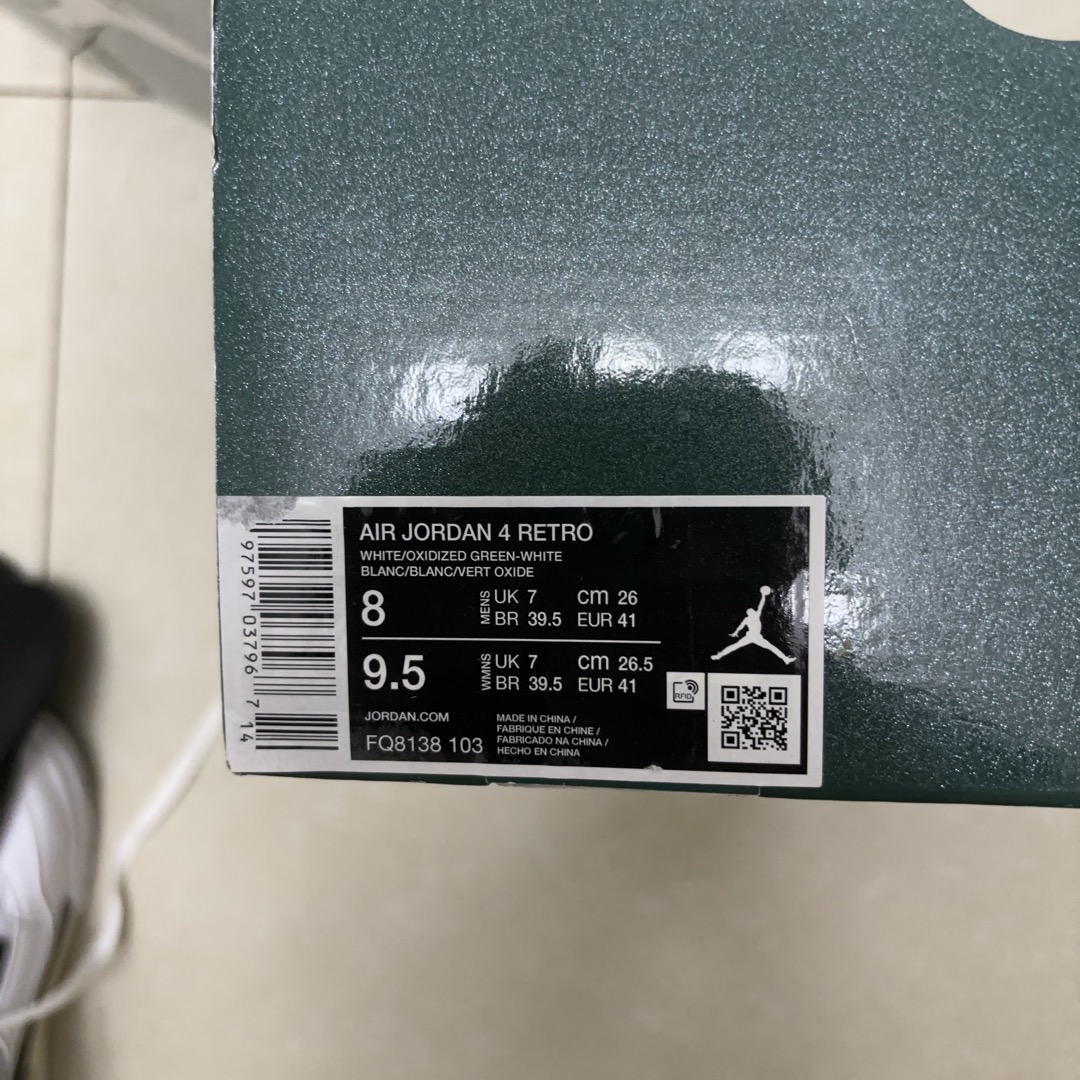 AIR JORDAN 4 RETRO
WHITE/OXIDIZED GREEN-WHITE
BLANC/BLANC/VERT OXIDE
8 MENS UK 7 cm 26
BR 39.5 EUR 41
9.5 WMNS UK 7 cm 26.5
BR 39.5 EUR 41
RFID
JORDAN.COM
FQ8138 103
MADE IN CHINA /
FABRIQUE EN CHINE /
FABRICADO NA CHINA /
HECHO EN CHINA
97597 03796 7 14